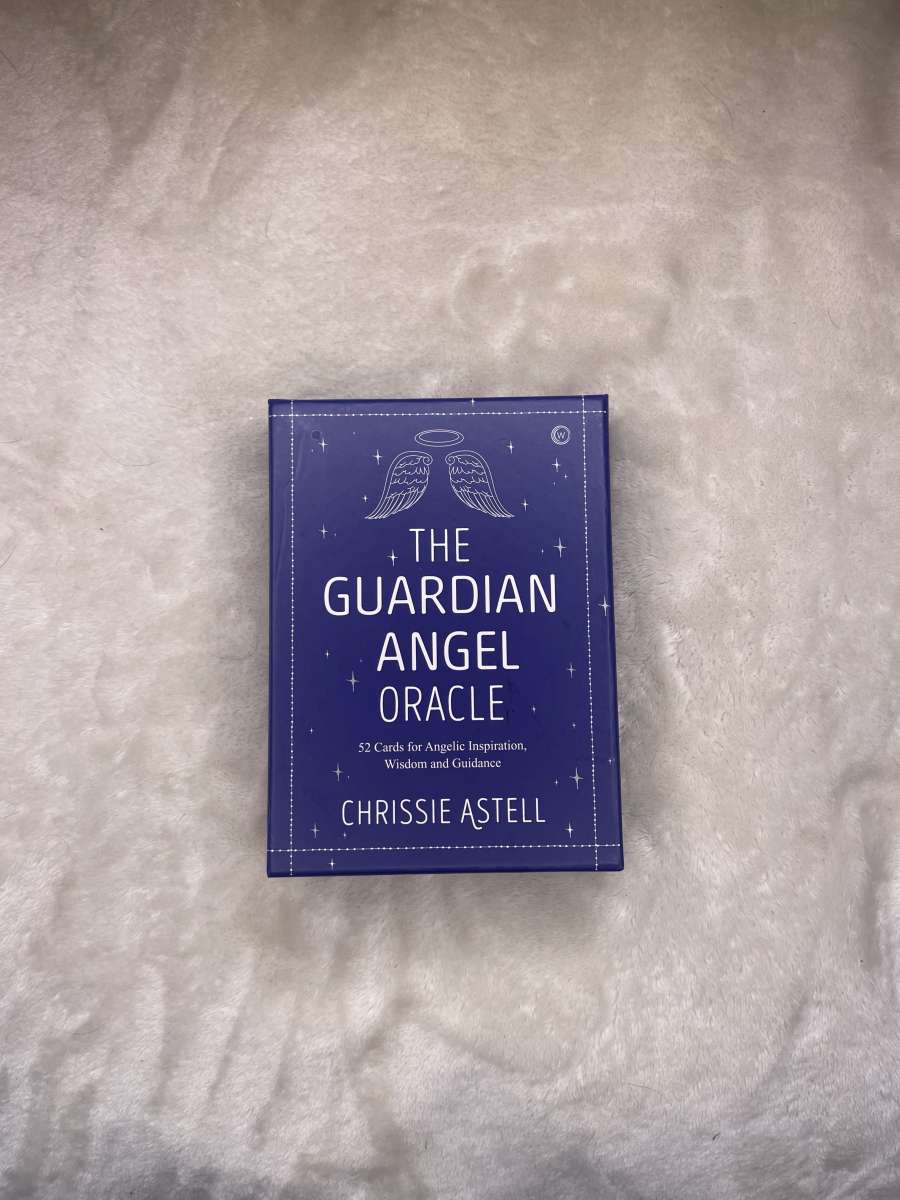 W
THE
GUARDIAN
ANGEL
ORACLE
52 Cards for Angelic Inspiration,
Wisdom and Guidance
CHRISSIE ASTELL